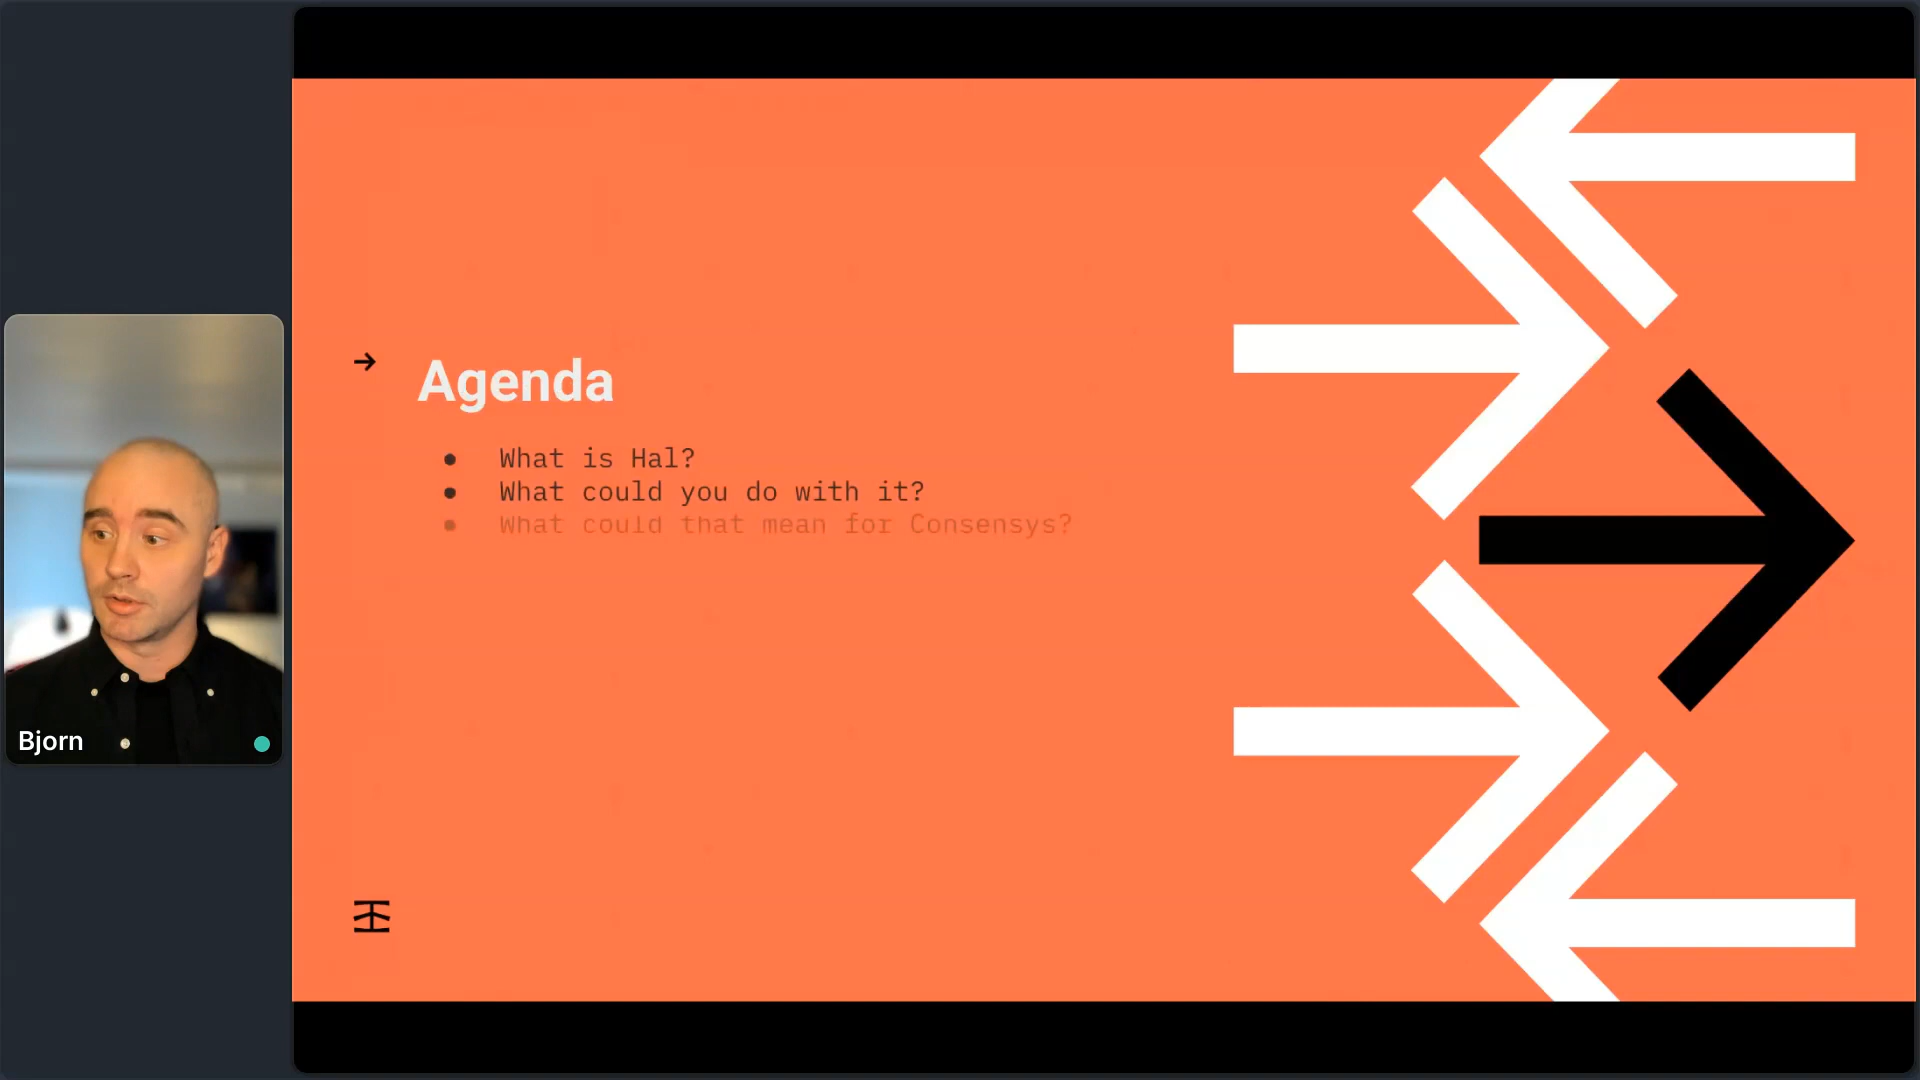 Agenda
● What is Hal?
● What could you do with it?
● What could that mean for Consensys?
Bjorn